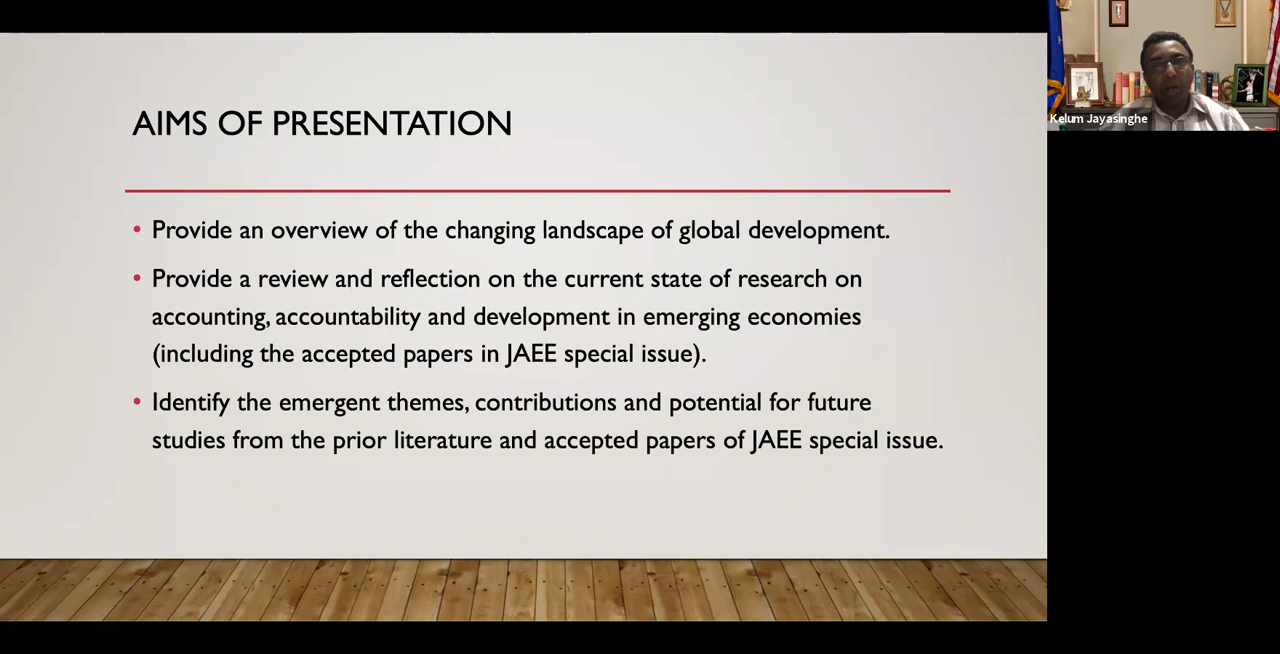 AIMS OF PRESENTATION
• Provide an overview of the changing landscape of global development.
• Provide a review and reflection on the current state of research on
accounting, accountability and development in emerging economies
(including the accepted papers in JAEE special issue).
• Identify the emergent themes, contributions and potential for future
studies from the prior literature and accepted papers of JAEE special issue.
Kelum Jayasinghe